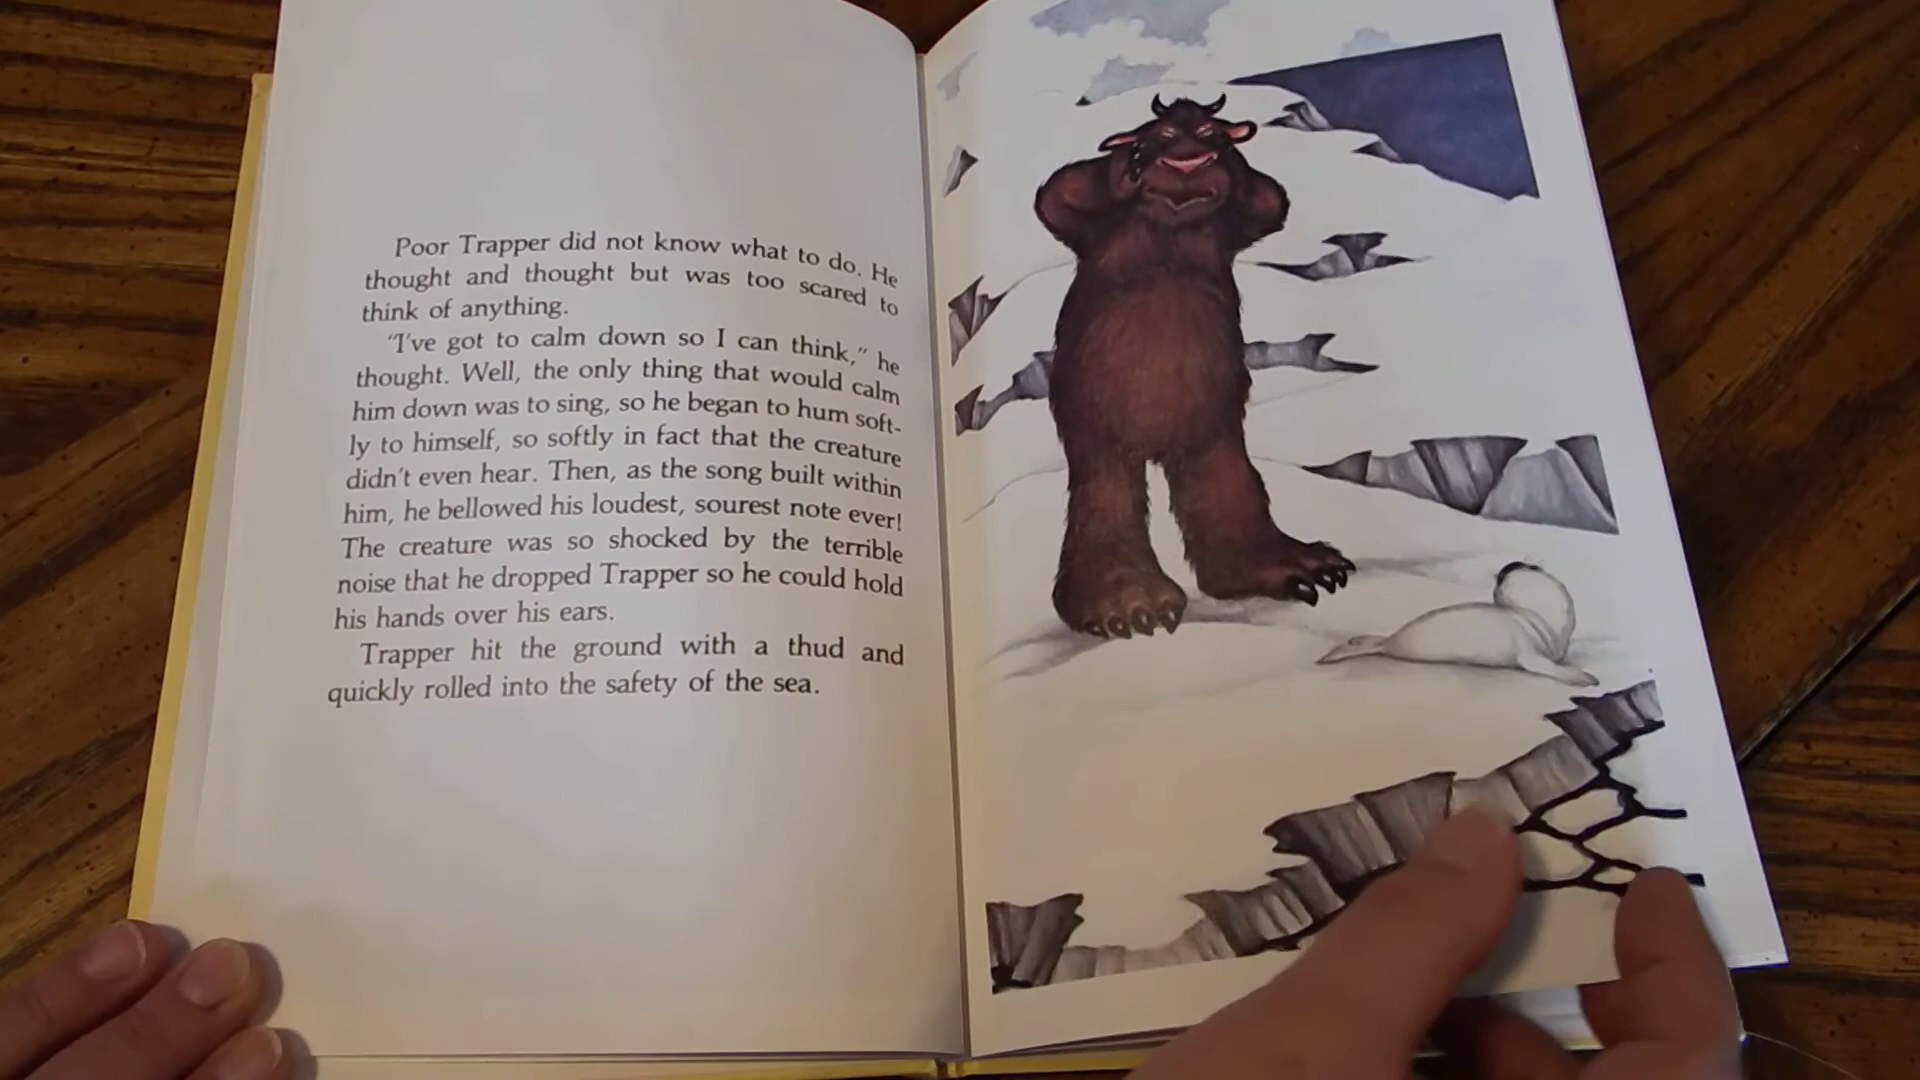 Poor Trapper did not know what to do. He
thought and thought but was too scared to
think of anything.
"I've got to calm down so I can think," he
thought. Well, the only thing that would calm
him down was to sing, so he began to hum soft-
ly to himself, so softly in fact that the creature
didn't even hear. Then, as the song built within
him, he bellowed his loudest, sourest note ever!
The creature was so shocked by the terrible
noise that he dropped Trapper so he could hold
his hands over his ears.
Trapper hit the ground with a thud and
quickly rolled into the safety of the sea.